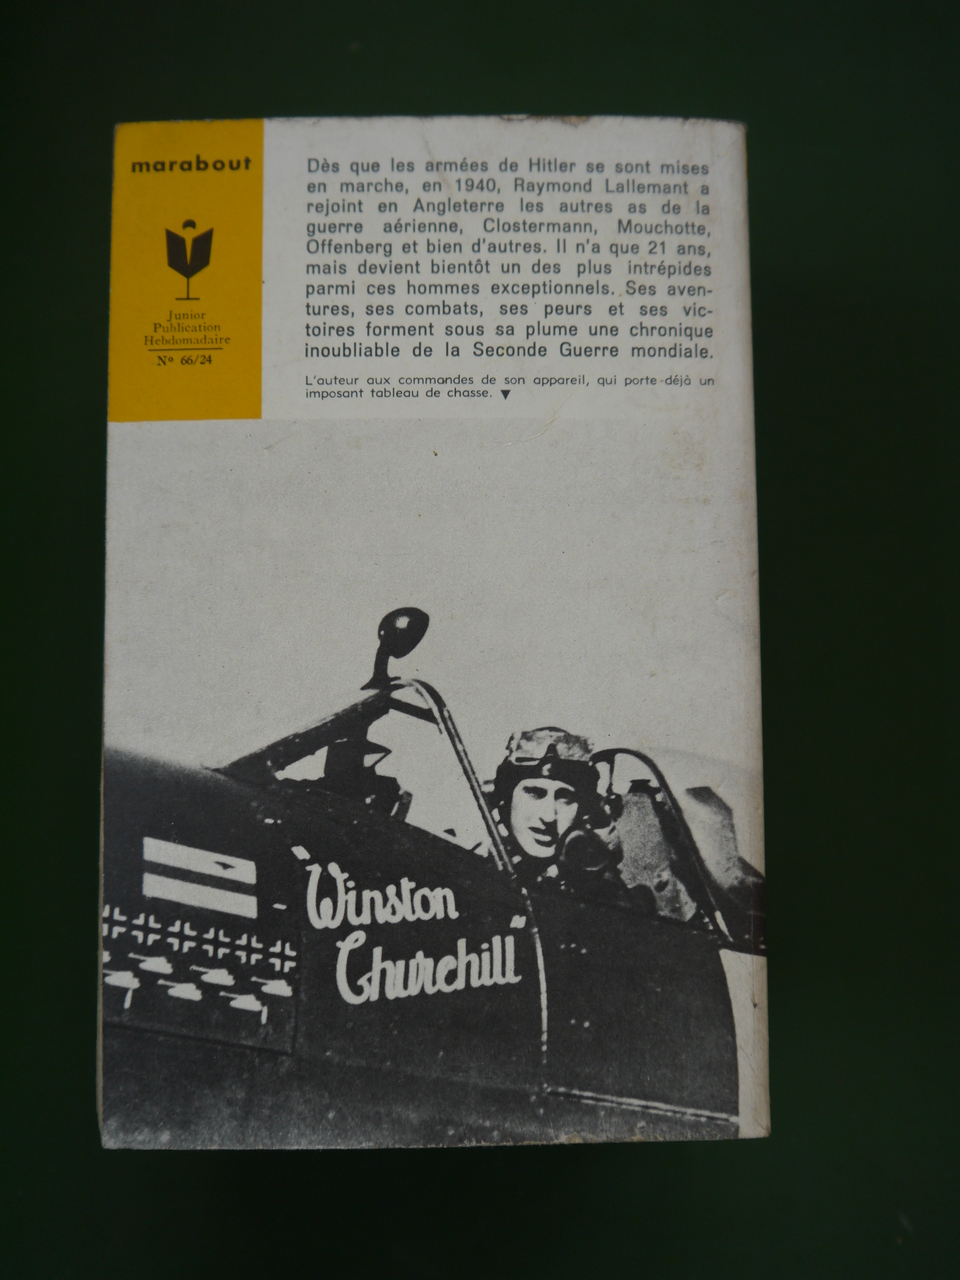 marabout
Junior
Publication
Hebdomadaire
Nº 66/24
Dès que les armées de Hitler se sont mises
en marche, en 1940, Raymond Lallemant a
rejoint en Angleterre les autres as de la
guerre aérienne, Clostermann, Mouchotte,
Offenberg et bien d'autres. Il n'a que 21 ans,
mais devient bientôt un des plus intrépides
parmi ces hommes exceptionnels. Ses aven-
tures, ses combats, ses peurs et ses vic-
toires forment sous sa plume une chronique
inoubliable de la Seconde Guerre mondiale.
L'auteur aux commandes de son appareil, qui porte déjà un
imposant tableau de chasse. ▼
"Winston
Churchill"